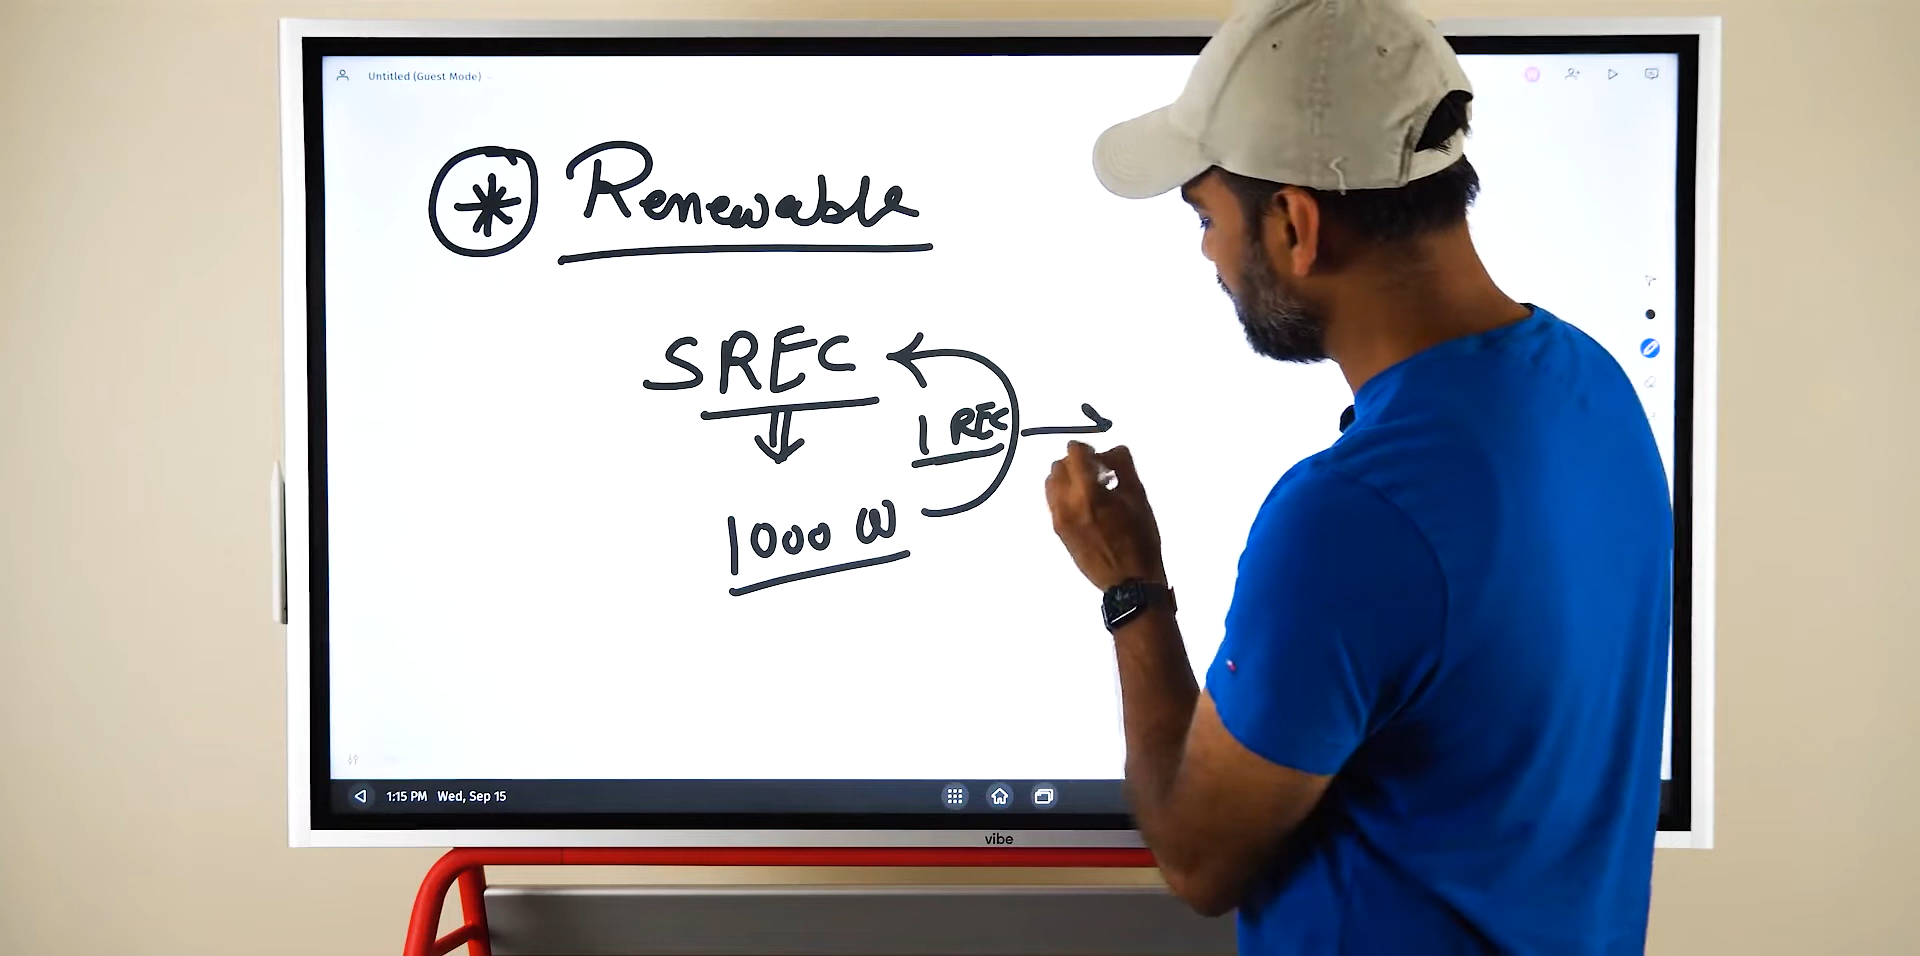 Untitled (Guest Mode)
* Renewable
SREC
1 REC
1000 W
1:15 PM Wed, Sep 15
vibe